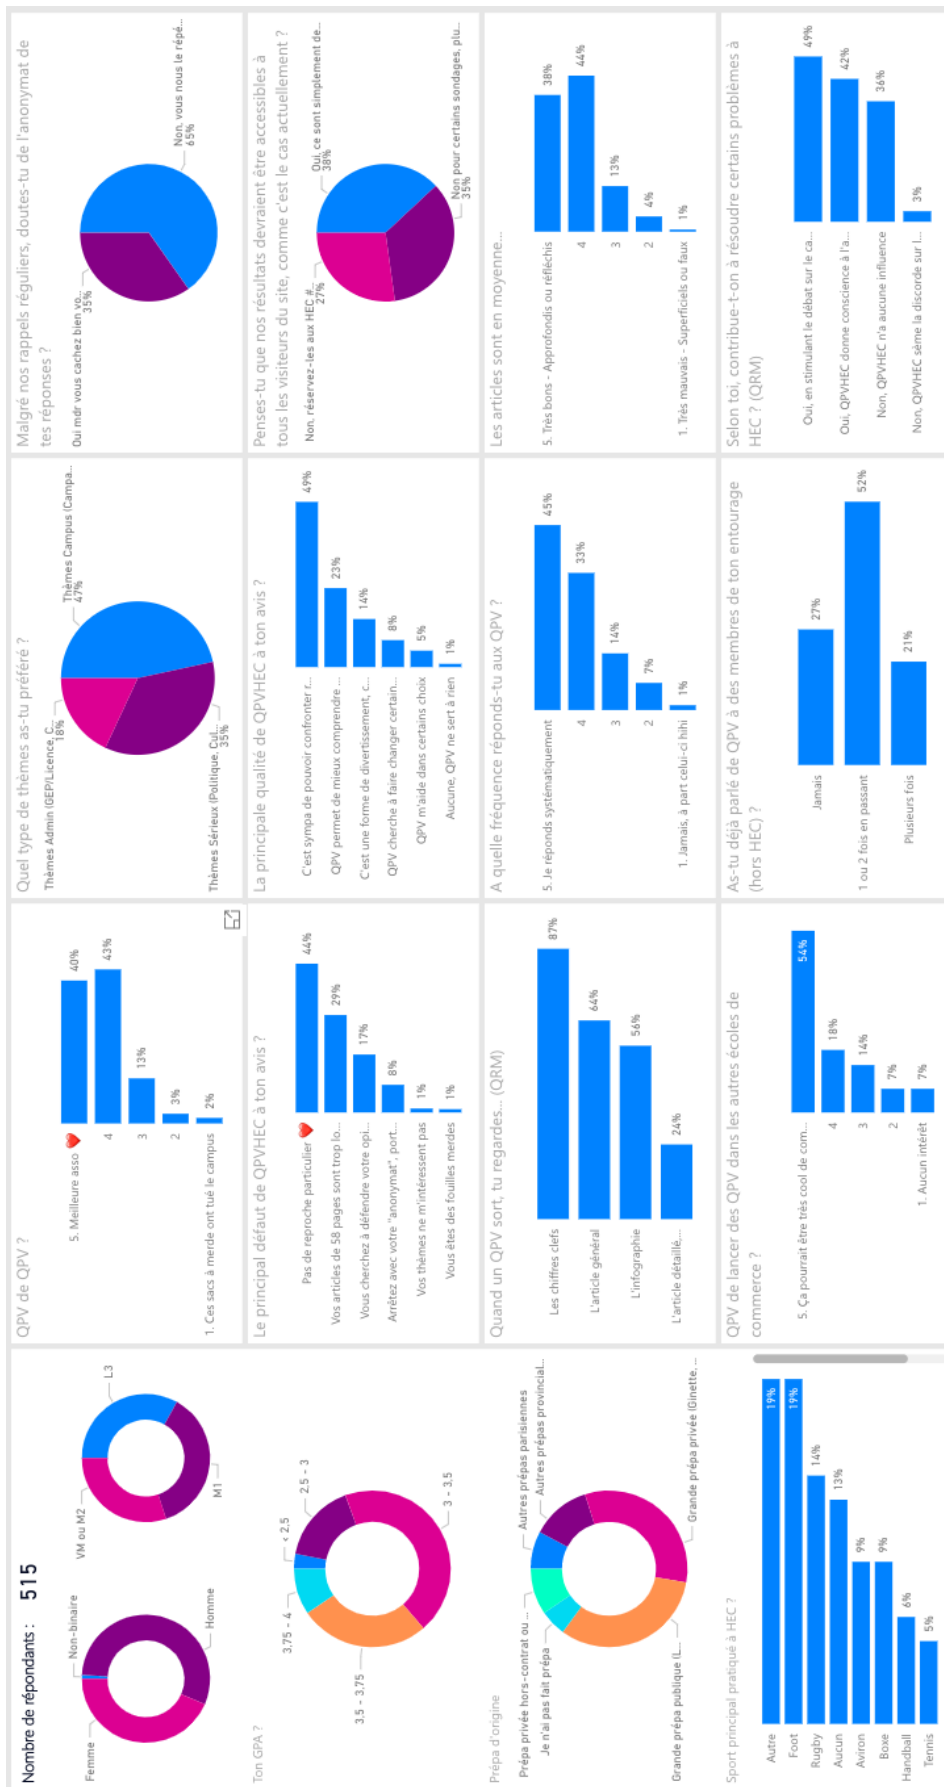 Nombre de répondants : 515
Femme
Non-binaire
Homme
VM ou M2
L3
M1
Ton GPA ?
3.75 - 4
< 2.5
2.5 - 3
3.5 - 3.75
3 - 3.5
Prépa d'origine
Prépa privée hors-contrat ou ...
Autres prépas parisiennes
Je n'ai pas fait prépa
Autres prépas provincial...
Grande prépa publique (L...
Grande prépa privée (Ginette, ...
Sport principal pratiqué à HEC ?
Autre 19%
Foot 19%
Rugby 14%
Aucun 13%
Aviron 9%
Boxe 9%
Handball 6%
Tennis 5%
QPV de QPV ?
5. Meilleure asso ❤️ 40%
4 43%
3 13%
2 3%
1. Ces sacs à merde ont tué le campus 2%
Le principal défaut de QPVHEC à ton avis ?
Pas de reproche particulier ❤️ 44%
Vos articles de 58 pages sont trop lo... 29%
Vous cherchez à défendre votre opi... 17%
Arrêtez avec votre "anonymat", port... 8%
Vos thèmes ne m'intéressent pas 1%
Vous êtes des fouilles merdes 1%
Quand un QPV sort, tu regardes... (QRM)
Les chiffres clefs 87%
L'article général 64%
L'infographie 56%
L'article détaillé,... 24%
QPV de lancer des QPV dans les autres écoles de
commerce ?
5. Ça pourrait être très cool de com... 54%
4 18%
3 14%
2 7%
1. Aucun intérêt 7%
Quel type de thèmes as-tu préféré ?
Thèmes Admin (GEP/Licence, C...
18%
Thèmes Campus (Campa...
47%
Thèmes Sérieux (Politique, Cul...
35%
La principale qualité de QPVHEC à ton avis ?
C'est sympa de pouvoir confronter r... 49%
QPV permet de mieux comprendre ... 23%
C'est une forme de divertissement, c... 14%
QPV cherche à faire changer certain... 8%
QPV m'aide dans certains choix 5%
Aucune, QPV ne sert à rien 1%
A quelle fréquence réponds-tu aux QPV ?
5. Je réponds systématiquement 45%
4 33%
3 14%
2 7%
1. Jamais, à part celui-ci hihi 1%
As-tu déjà parlé de QPV à des membres de ton entourage
(hors HEC) ?
Jamais 27%
1 ou 2 fois en passant 52%
Plusieurs fois 21%
Malgré nos rappels réguliers, doutes-tu de l'anonymat de
tes réponses ?
Oui mdr vous cachez bien vo...
35%
Non, vous nous le répé...
65%
Penses-tu que nos résultats devraient être accessibles à
tous les visiteurs du site, comme c'est le cas actuellement ?
Non, réservez-les aux HEC #...
27%
Oui, ce sont simplement de...
38%
Non pour certains sondages, plu...
35%
Les articles sont en moyenne...
5. Très bons - Approfondis ou réfléchis 38%
4 44%
3 13%
2 4%
1. Très mauvais - Superficiels ou faux 1%
Selon toi, contribue-t-on à résoudre certains problèmes à
HEC ? (QRM)
Oui, en stimulant le débat sur le ca... 49%
Oui, QPVHEC donne conscience à l'a... 42%
Non, QPVHEC n'a aucune influence 36%
Non, QPVHEC sème la discorde sur l... 3%